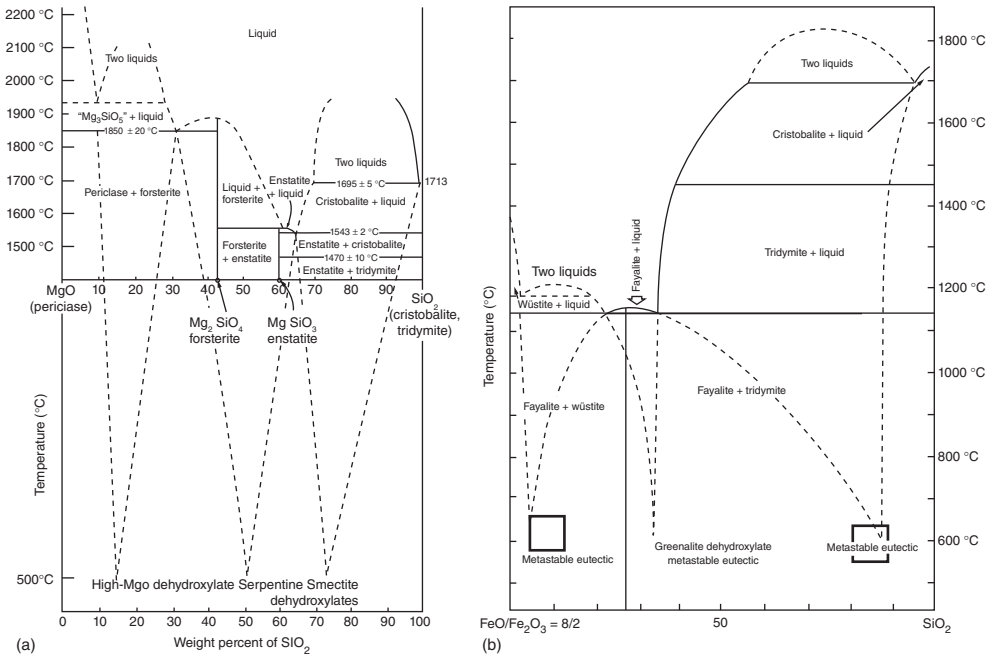 2200 °C
2100 °C
2000 °C
1900 °C
1800 °C
1700 °C
1600 °C
1500 °C
Liquid
Two liquids
“Mg3SiO5” + liquid
1850 ± 20 °C
Periclase + forsterite
Liquid +
forsterite
Enstatite
+ liquid
Two liquids
1695 ± 5 °C
1713
Cristobalite + liquid
1543 ± 2 °C
Forsterite
+ enstatite
Enstatite + cristobalite
1470 ± 10 °C
Enstatite + tridymite
MgO
(periclase)
10
20
30
40
50
60
70
80
90
SiO2
(cristobalite,
tridymite)
Mg2 SiO4
forsterite
Mg SiO3
enstatite
Temperature (°C)
500°C
High-Mgo dehydroxylate Serpentine Smectite
dehydroxylates
0
10
20
30
40
50
60
70
80
90
100
Weight percent of SIO2
(a)
1800 °C
1600 °C
1400 °C
1200 °C
1000 °C
800 °C
600 °C
Two liquids
Cristobalite + liquid
Tridymite + liquid
Fayalite + liquid
Two liquids
Wüstite + liquid
Temperature (°C)
Fayalite + tridymite
Fayalite + wüstite
Metastable eutectic
Greenalite dehydroxylate
metastable eutectic
Metastable eutectic
FeO/Fe2O3 = 8/2
50
SiO2
(b)